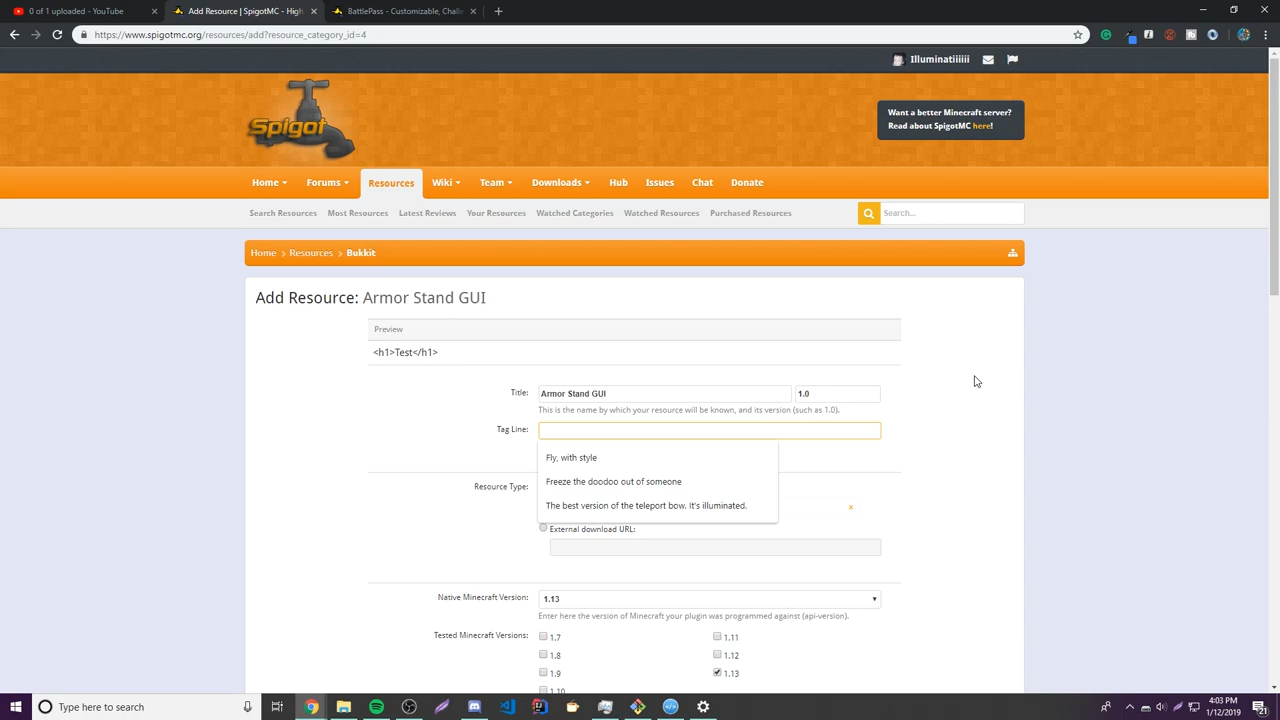 0 of 1 uploaded - YouTube
Add Resource | SpigotMC - High
BattlePass - Customizable, Challe
https://www.spigotmc.org/resources/add?resource_category_id=4
Illuminatiiiiii
Spigot
Want a better Minecraft server?
Read about SpigotMC here!
Home Forums Resources Wiki Team Downloads Hub Issues Chat Donate
Search Resources Most Resources Latest Reviews Your Resources Watched Categories Watched Resources Purchased Resources Search...
Home Resources Bukkit
Add Resource: Armor Stand GUI
Preview
<h1>Test</h1>
Title: Armor Stand GUI 1.0
This is the name by which your resource will be known, and its version (such as 1.0).
Tag Line:
Fly, with style
Freeze the doodoo out of someone
Resource Type:
The best version of the teleport bow. It's illuminated. x
External download URL:
Native Minecraft Version: 1.13
Enter here the version of Minecraft your plugin was programmed against (api-version).
Tested Minecraft Versions: 1.7 1.11
1.8 1.12
1.9 1.13
1.10
Type here to search
4:03 PM
1/12/2019